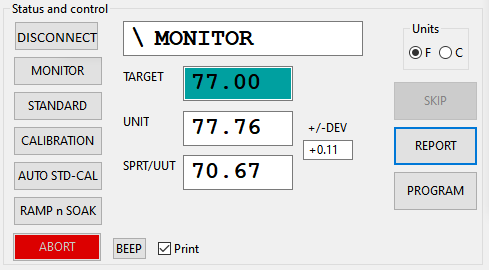 Status and control
DISCONNECT
\ MONITOR
Units
F C
MONITOR
TARGET
77.00
STANDARD
SKIP
UNIT
77.76
+/-DEV
+0.11
CALIBRATION
REPORT
AUTO STD-CAL
SPRT/UUT
70.67
PROGRAM
RAMP n SOAK
ABORT
BEEP
Print